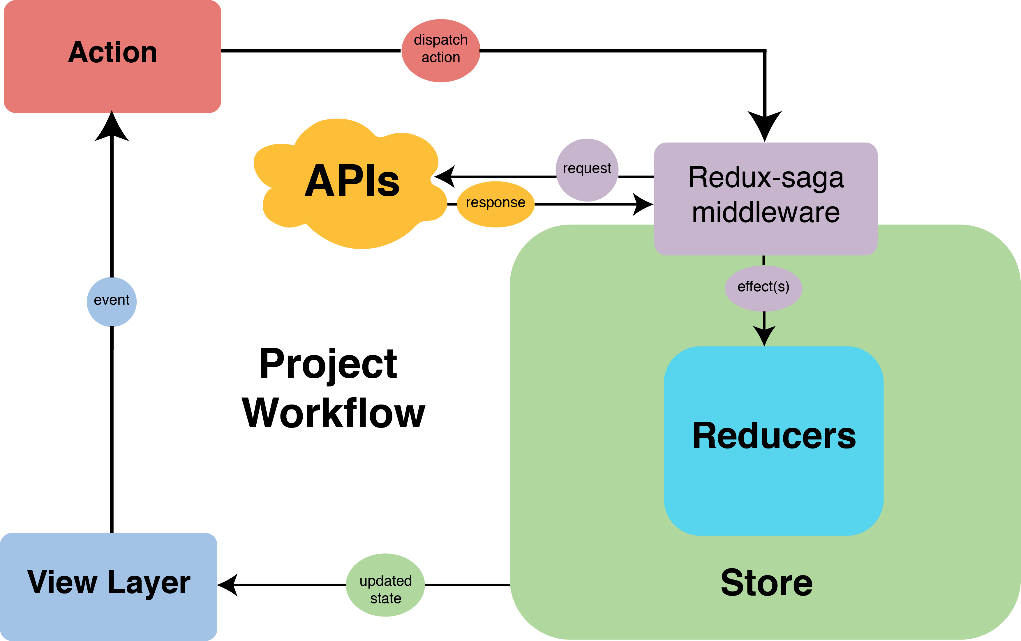 Action
dispatch
action
APIs
request
response
Redux-saga
middleware
effect(s)
event
Project
Workflow
Reducers
View Layer
updated
state
Store